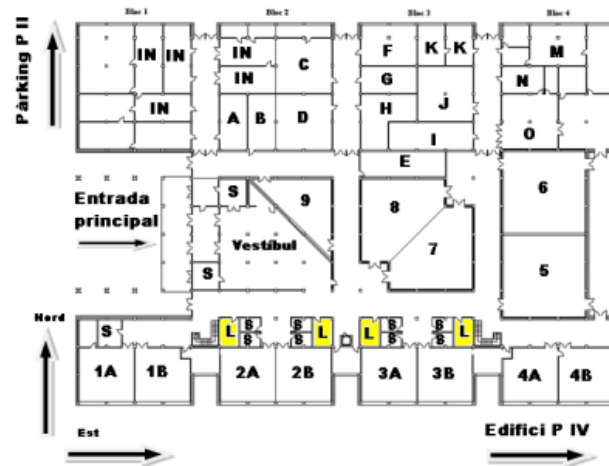 Bloc 1
Bloc 2
Bloc 3
Bloc 4
Pàrking P II
IN
IN
IN
C
F
K
K
M
IN
G
N
IN
A
B
D
H
J
O
I
E
Entrada
principal
S
9
8
6
Vestíbul
7
S
5
Nord
S
L
S
S
S
S
L
L
S
S
S
S
L
1A
1B
2A
2B
3A
3B
4A
4B
Est
Edifici P IV